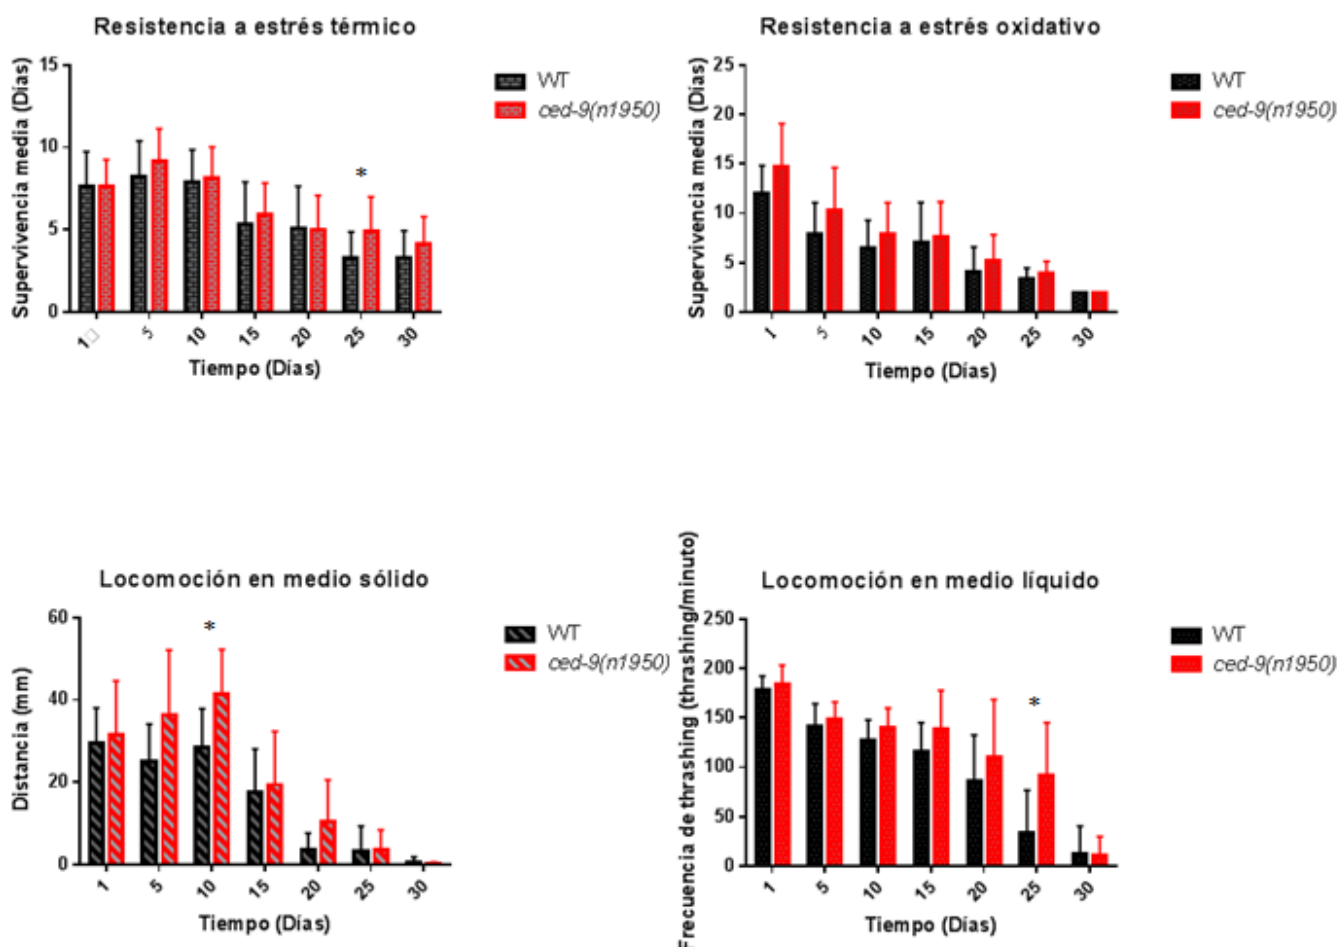 Resistencia a estrés térmico
Supervivencia media (Días)
15
10
5
0
*
WT
ced-9(n1950)
1□ 5 10 15 20 25 30
Tiempo (Días)
Resistencia a estrés oxidativo
Supervivencia media (Días)
25
20
15
10
5
0
WT
ced-9(n1950)
1 5 10 15 20 25 30
Tiempo (Días)
Locomoción en medio sólido
Distancia (mm)
60
40
20
0
*
WT
ced-9(n1950)
1 5 10 15 20 25 30
Tiempo (Días)
Locomoción en medio líquido
Frecuencia de thrashing (thrashing/minuto)
250
200
150
100
50
0
*
WT
ced-9(n1950)
1 5 10 15 20 25 30
Tiempo (Días)